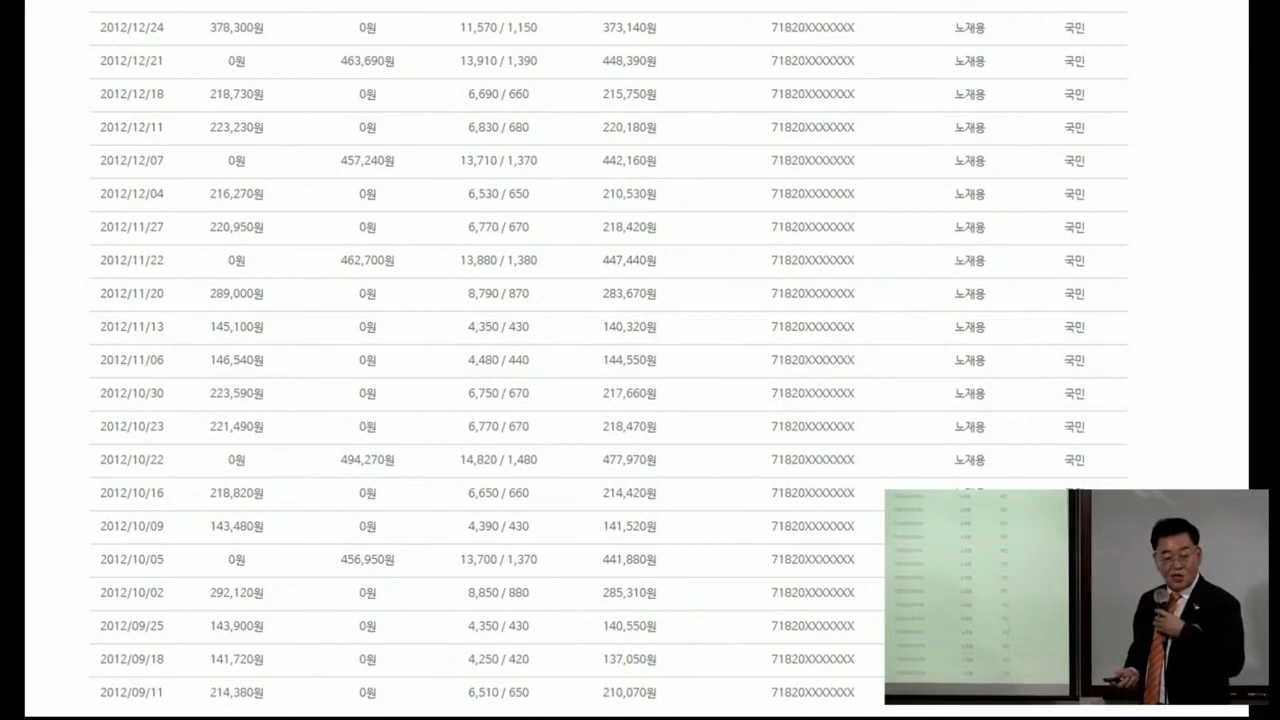 2012/12/24 378,300원 0원 11,570 / 1,150 373,140원 71820XXXXXXX 노재용 국민
2012/12/21 0원 463,690원 13,910 / 1,390 448,390원 71820XXXXXXX 노재용 국민
2012/12/18 218,730원 0원 6,690 / 660 215,750원 71820XXXXXXX 노재용 국민
2012/12/11 223,230원 0원 6,830 / 680 220,180원 71820XXXXXXX 노재용 국민
2012/12/07 0원 457,240원 13,710 / 1,370 442,160원 71820XXXXXXX 노재용 국민
2012/12/04 216,270원 0원 6,530 / 650 210,530원 71820XXXXXXX 노재용 국민
2012/11/27 220,950원 0원 6,770 / 670 218,420원 71820XXXXXXX 노재용 국민
2012/11/22 0원 462,700원 13,880 / 1,380 447,440원 71820XXXXXXX 노재용 국민
2012/11/20 289,000원 0원 8,790 / 870 283,670원 71820XXXXXXX 노재용 국민
2012/11/13 145,100원 0원 4,350 / 430 140,320원 71820XXXXXXX 노재용 국민
2012/11/06 146,540원 0원 4,480 / 440 144,550원 71820XXXXXXX 노재용 국민
2012/10/30 223,590원 0원 6,750 / 670 217,660원 71820XXXXXXX 노재용 국민
2012/10/23 221,490원 0원 6,770 / 670 218,470원 71820XXXXXXX 노재용 국민
2012/10/22 0원 494,270원 14,820 / 1,480 477,970원 71820XXXXXXX 노재용 국민
2012/10/16 218,820원 0원 6,650 / 660 214,420원 71820XXXXXXX
2012/10/09 143,480원 0원 4,390 / 430 141,520원 71820XXXXXXX
2012/10/05 0원 456,950원 13,700 / 1,370 441,880원 71820XXXXXXX
2012/10/02 292,120원 0원 8,850 / 880 285,310원 71820XXXXXXX
2012/09/25 143,900원 0원 4,350 / 430 140,550원 71820XXXXXXX
2012/09/18 141,720원 0원 4,250 / 420 137,050원 71820XXXXXXX
2012/09/11 214,380원 0원 6,510 / 650 210,070원 71820XXXXXXX